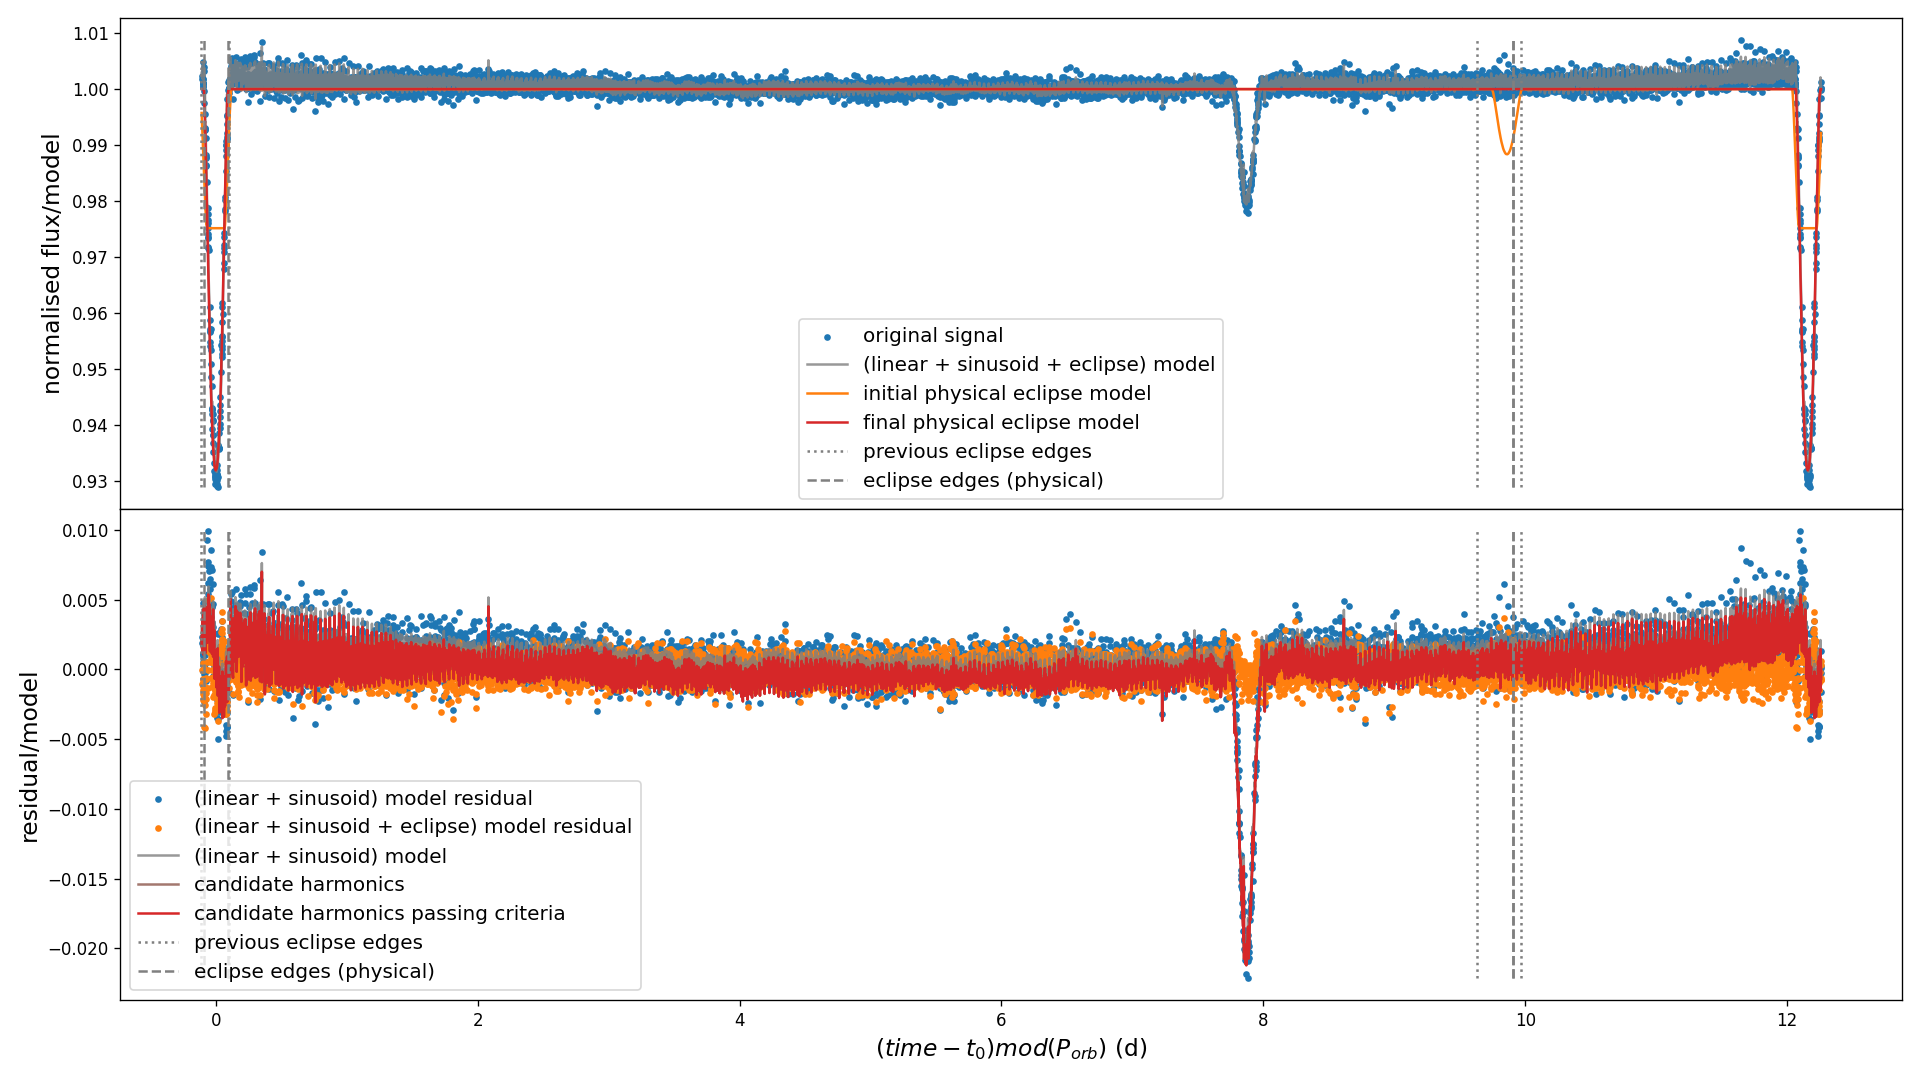 1.01
1.00
0.99
0.98
0.97
0.96
0.95
0.94
0.93
normalised flux/model
original signal
(linear + sinusoid + eclipse) model
initial physical eclipse model
final physical eclipse model
previous eclipse edges
eclipse edges (physical)
0.010
0.005
0.000
−0.005
−0.010
−0.015
−0.020
residual/model
(linear + sinusoid) model residual
(linear + sinusoid + eclipse) model residual
(linear + sinusoid) model
candidate harmonics
candidate harmonics passing criteria
previous eclipse edges
eclipse edges (physical)
0 2 4 6 8 10 12
(time − t₀)mod(Pₒᵣb) (d)